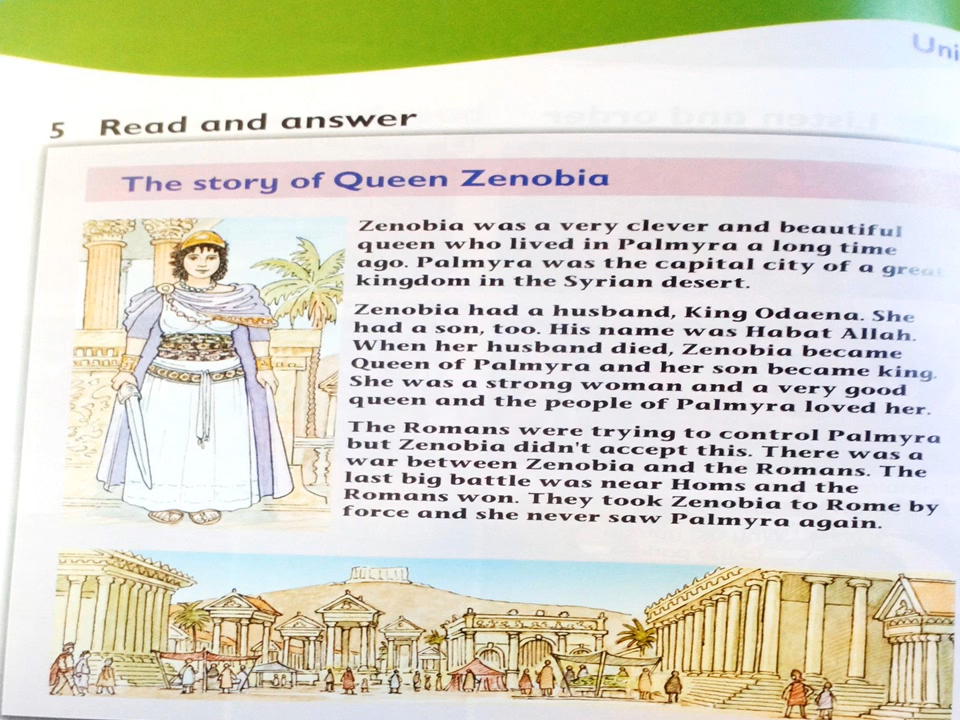 Uni
5 Read and answer
The story of Queen Zenobia
Zenobia was a very clever and beautiful
queen who lived in Palmyra a long time
ago. Palmyra was the capital city of a great
kingdom in the Syrian desert.
Zenobia had a husband, King Odaena. She
had a son, too. His name was Habat Allah.
When her husband died, Zenobia became
Queen of Palmyra and her son became king.
She was a strong woman and a very good
queen and the people of Palmyra loved her.
The Romans were trying to control Palmyra
but Zenobia didn't accept this. There was a
war between Zenobia and the Romans. The
last big battle was near Homs and the
Romans won. They took Zenobia to Rome by
force and she never saw Palmyra again.